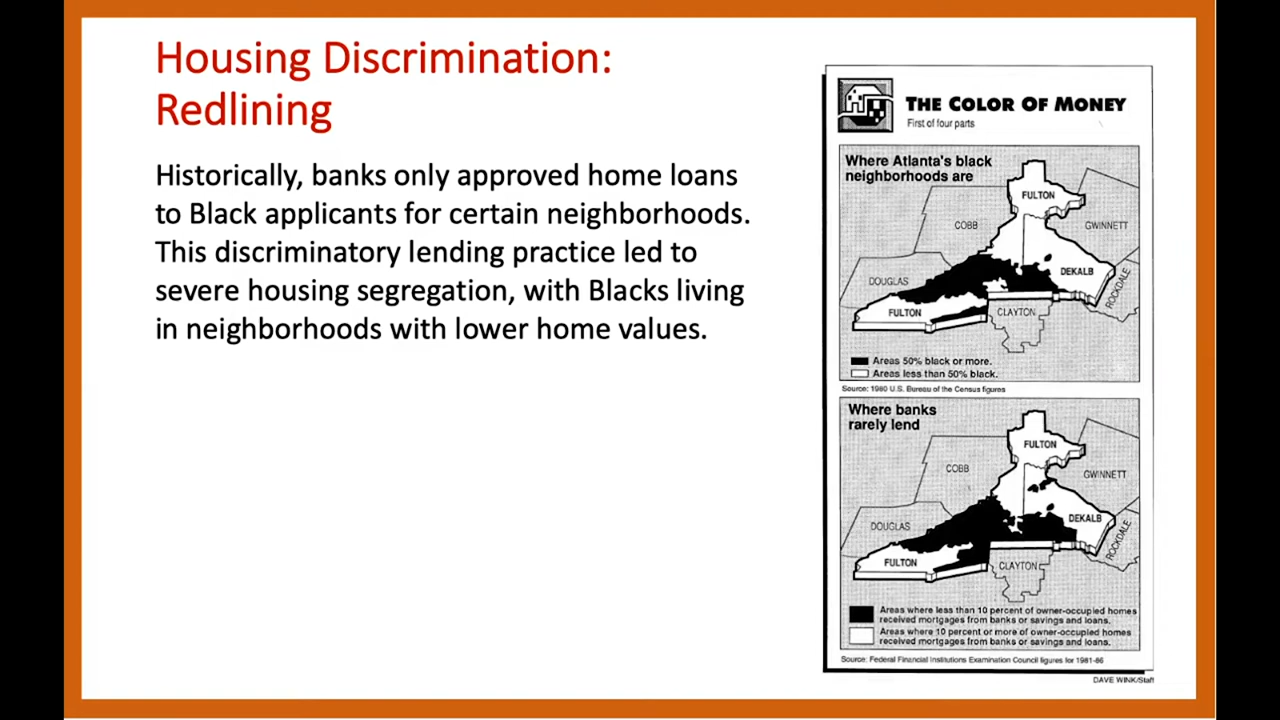 Housing Discrimination:
Redlining
Historically, banks only approved home loans
to Black applicants for certain neighborhoods.
This discriminatory lending practice led to
severe housing segregation, with Blacks living
in neighborhoods with lower home values.
THE COLOR OF MONEY
First of four parts
Where Atlanta's black
neighborhoods are
FULTON
COBB
GWINNETT
DEKALB
DOUGLAS
ROCKDALE
FULTON
CLAYTON
Areas 50% black or more.
Areas less than 50% black.
Source: 1980 U.S. Bureau of the Census figures
Where banks
rarely lend
FULTON
COBB
GWINNETT
DEKALB
DOUGLAS
ROCKDALE
FULTON
CLAYTON
Areas where less than 10 percent of owner-occupied homes
received mortgages from banks or savings and loans.
Areas where 10 percent or more of owner-occupied homes
received mortgages from banks or savings and loans.
Source: Federal Financial Institutions Examination Council figures for 1981-86
DAVE WINK/Staff